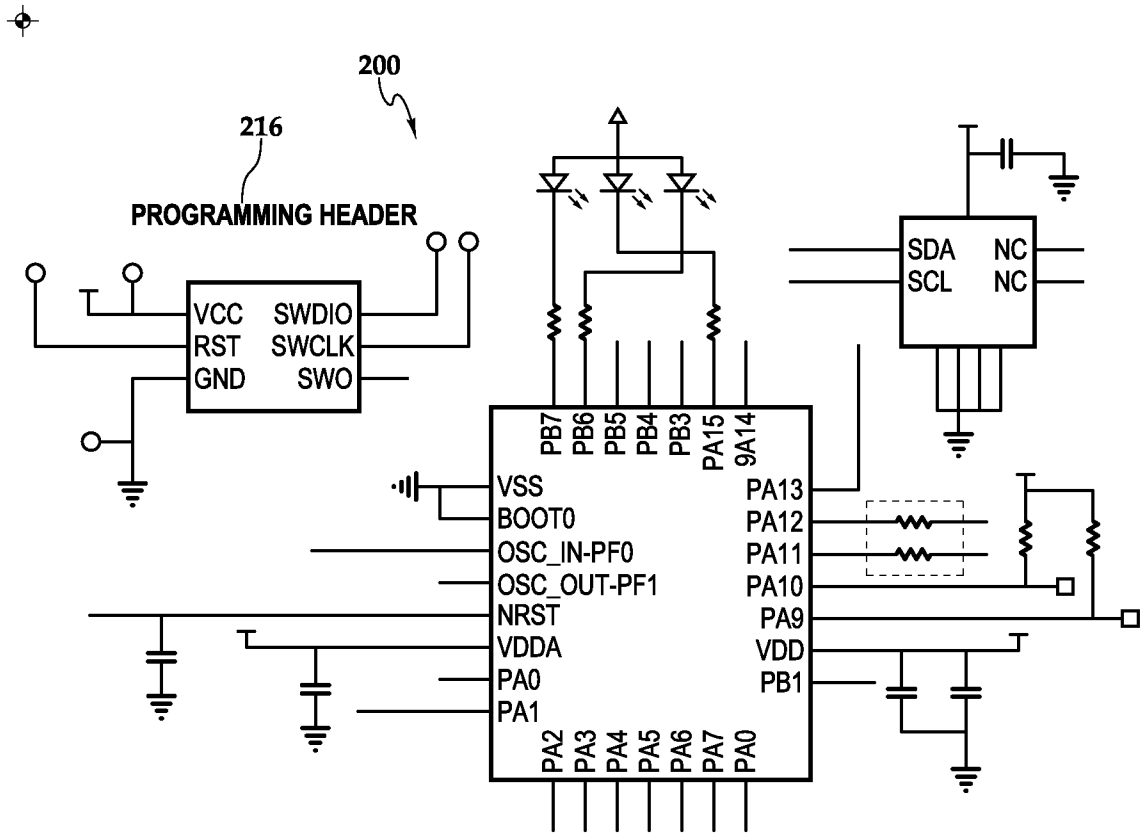 200
216
PROGRAMMING HEADER
VCC SWDIO
RST SWCLK
GND SWO
SDA NC
SCL NC
PB7
PB6
PB5
PB4
PB3
PA15
9A14
VSS
BOOT0
OSC_IN-PF0
OSC_OUT-PF1
NRST
VDDA
PA0
PA1
PA13
PA12
PA11
PA10
PA9
VDD
PB1
PA2
PA3
PA4
PA5
PA6
PA7
PA0